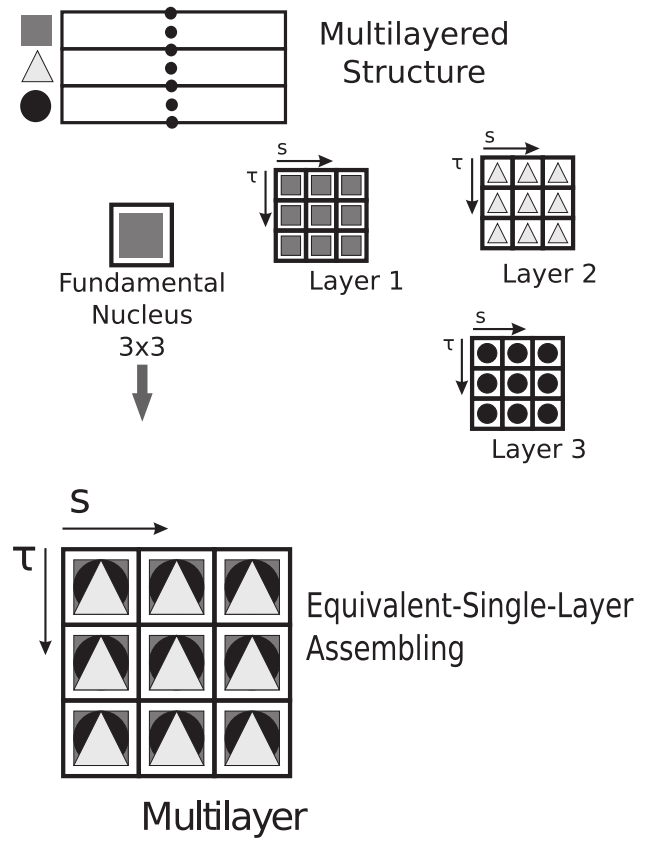 Multilayered
Structure
s
τ
Layer 1
s
τ
Layer 2
Fundamental
Nucleus
3x3
s
τ
Layer 3
s
τ
Equivalent-Single-Layer
Assembling
Multilayer